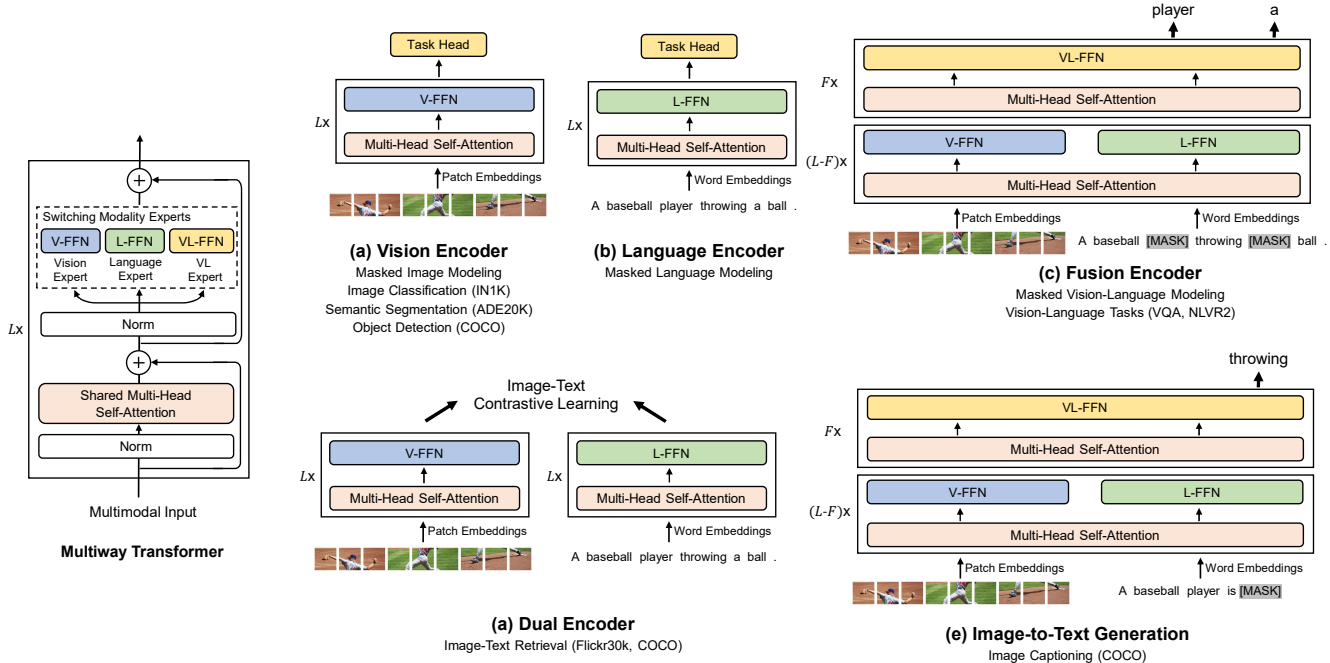 Multiway Transformer
Lx
Switching Modality Experts
V-FFN
L-FFN
VL-FFN
Vision
Expert
Language
Expert
VL
Expert
Norm
Shared Multi-Head
Self-Attention
Norm
Multimodal Input
Task Head
Lx
V-FFN
Multi-Head Self-Attention
Patch Embeddings
(a) Vision Encoder
Masked Image Modeling
Image Classification (IN1K)
Semantic Segmentation (ADE20K)
Object Detection (COCO)
Task Head
Lx
L-FFN
Multi-Head Self-Attention
Word Embeddings
A baseball player throwing a ball .
(b) Language Encoder
Masked Language Modeling
player
a
Fx
VL-FFN
Multi-Head Self-Attention
(L-F)x
V-FFN
L-FFN
Multi-Head Self-Attention
Patch Embeddings
Word Embeddings
A baseball [MASK] throwing [MASK] ball .
(c) Fusion Encoder
Masked Vision-Language Modeling
Vision-Language Tasks (VQA, NLVR2)
Image-Text
Contrastive Learning
Lx
V-FFN
Multi-Head Self-Attention
Patch Embeddings
Lx
L-FFN
Multi-Head Self-Attention
Word Embeddings
A baseball player throwing a ball .
(a) Dual Encoder
Image-Text Retrieval (Flickr30k, COCO)
throwing
Fx
VL-FFN
Multi-Head Self-Attention
(L-F)x
V-FFN
L-FFN
Multi-Head Self-Attention
Patch Embeddings
Word Embeddings
A baseball player is [MASK]
(e) Image-to-Text Generation
Image Captioning (COCO)